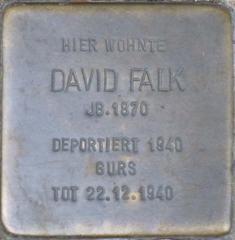 HIER WOHNTE
DAVID FALK
JG.1870
DEPORTIERT 1940
GURS
TOT 22.12.1940